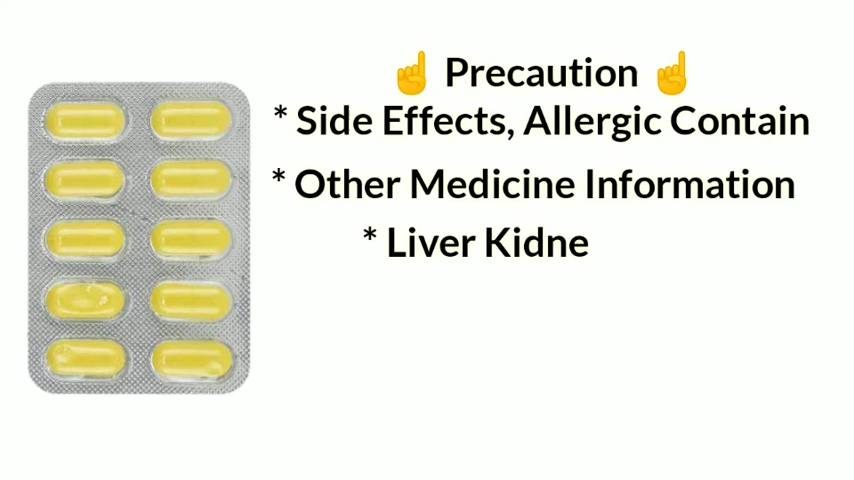 ☝ Precaution ☝
* Side Effects, Allergic Contain
* Other Medicine Information
* Liver Kidne